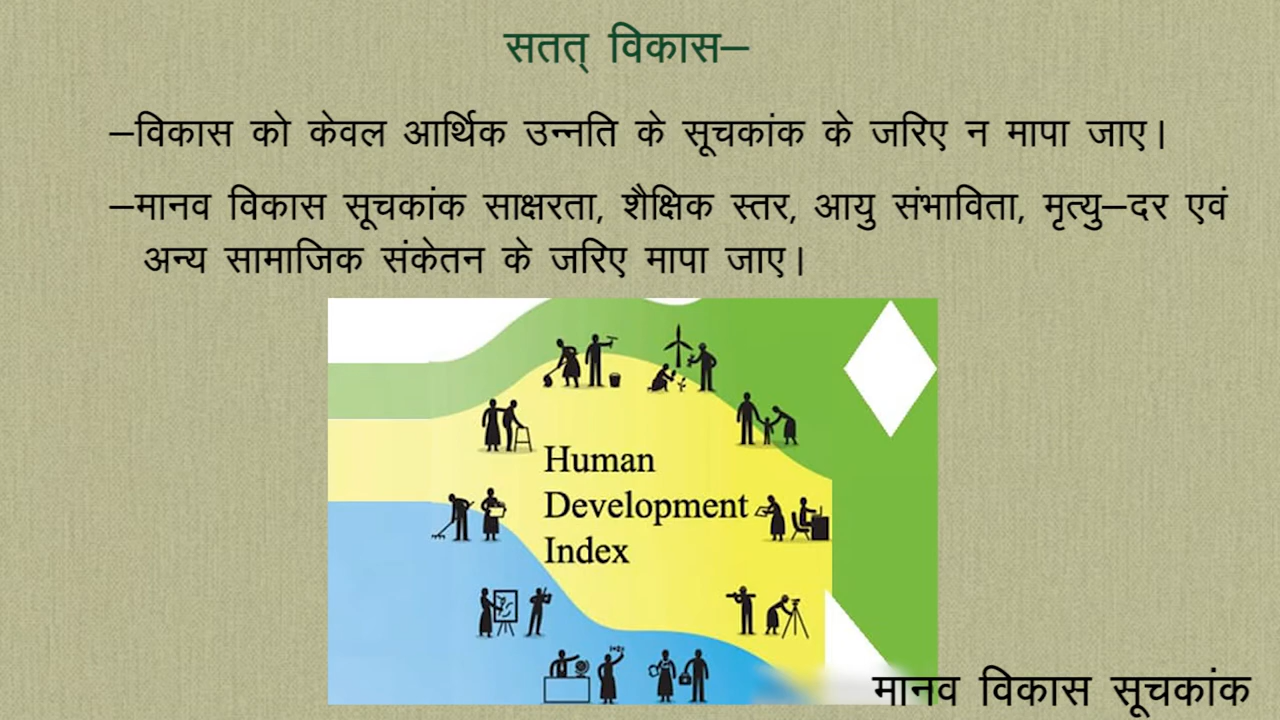 सतत् विकास–
–विकास को केवल आर्थिक उन्नति के सूचकांक के जरिए न मापा जाए।
–मानव विकास सूचकांक साक्षरता, शैक्षिक स्तर, आयु संभाविता, मृत्यु–दर एवं
अन्य सामाजिक संकेतन के जरिए मापा जाए।
Human
Development
Index
मानव विकास सूचकांक